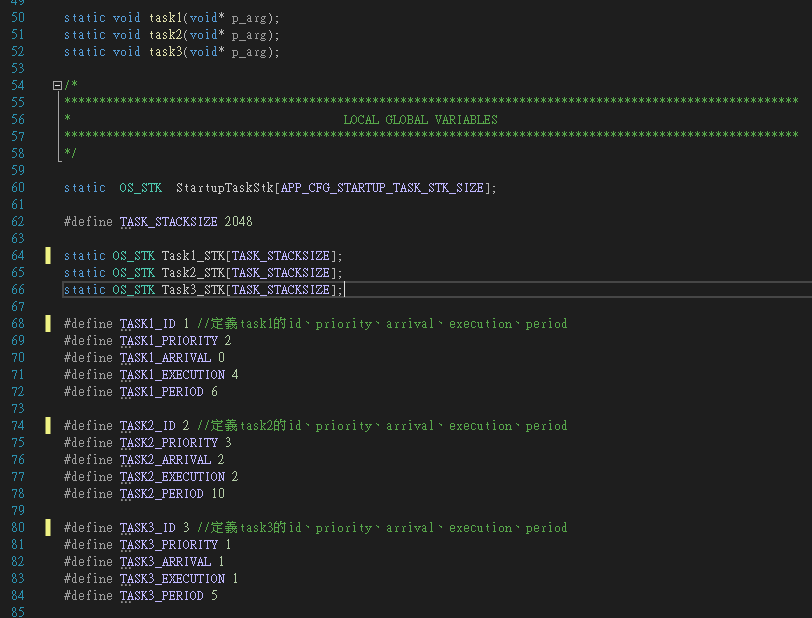 49
50 static void task1(void* p_arg);
51 static void task2(void* p_arg);
52 static void task3(void* p_arg);
53
54 /*
55 *********************************************************************************************************
56 * LOCAL GLOBAL VARIABLES
57 *********************************************************************************************************
58 */
59
60 static OS_STK StartupTaskStk[APP_CFG_STARTUP_TASK_STK_SIZE];
61
62 #define TASK_STACKSIZE 2048
63
64 static OS_STK Task1_STK[TASK_STACKSIZE];
65 static OS_STK Task2_STK[TASK_STACKSIZE];
66 static OS_STK Task3_STK[TASK_STACKSIZE];
67
68 #define TASK1_ID 1 //定義task1的id、priority、arrival、execution、period
69 #define TASK1_PRIORITY 2
70 #define TASK1_ARRIVAL 0
71 #define TASK1_EXECUTION 4
72 #define TASK1_PERIOD 6
73
74 #define TASK2_ID 2 //定義task2的id、priority、arrival、execution、period
75 #define TASK2_PRIORITY 3
76 #define TASK2_ARRIVAL 2
77 #define TASK2_EXECUTION 2
78 #define TASK2_PERIOD 10
79
80 #define TASK3_ID 3 //定義task3的id、priority、arrival、execution、period
81 #define TASK3_PRIORITY 1
82 #define TASK3_ARRIVAL 1
83 #define TASK3_EXECUTION 1
84 #define TASK3_PERIOD 5
85